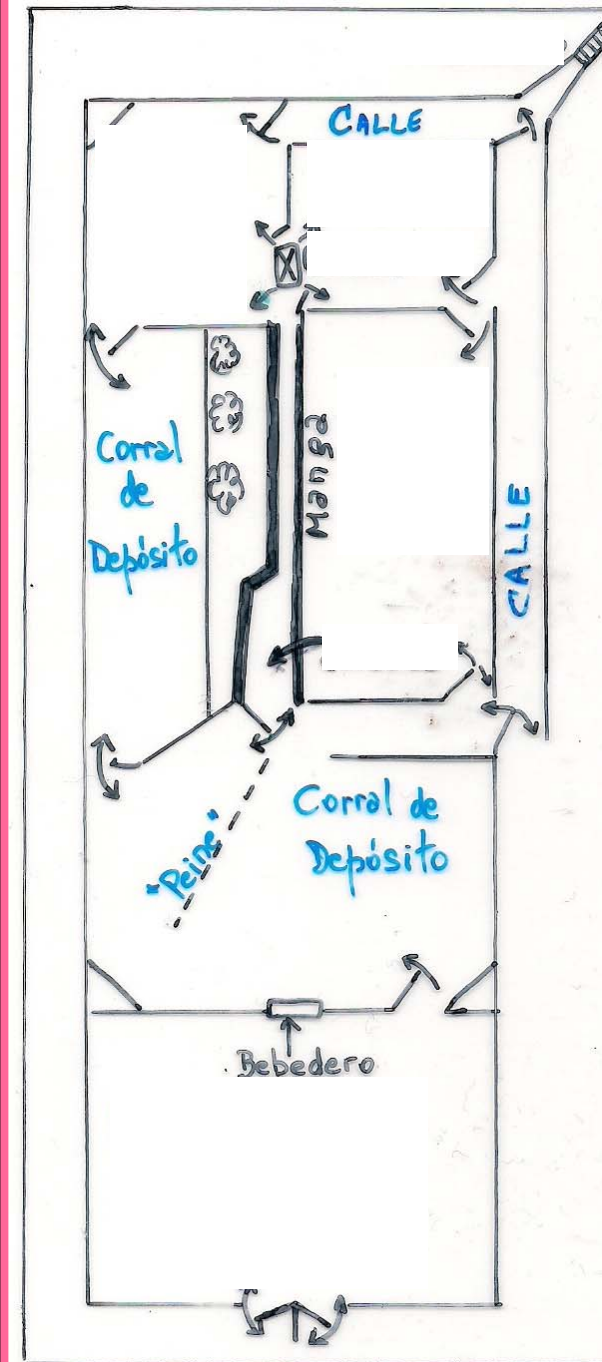 CALLE
Manga
Corral
de
Depósito
CALLE
"Peine"
Corral de
Depósito
Bebedero